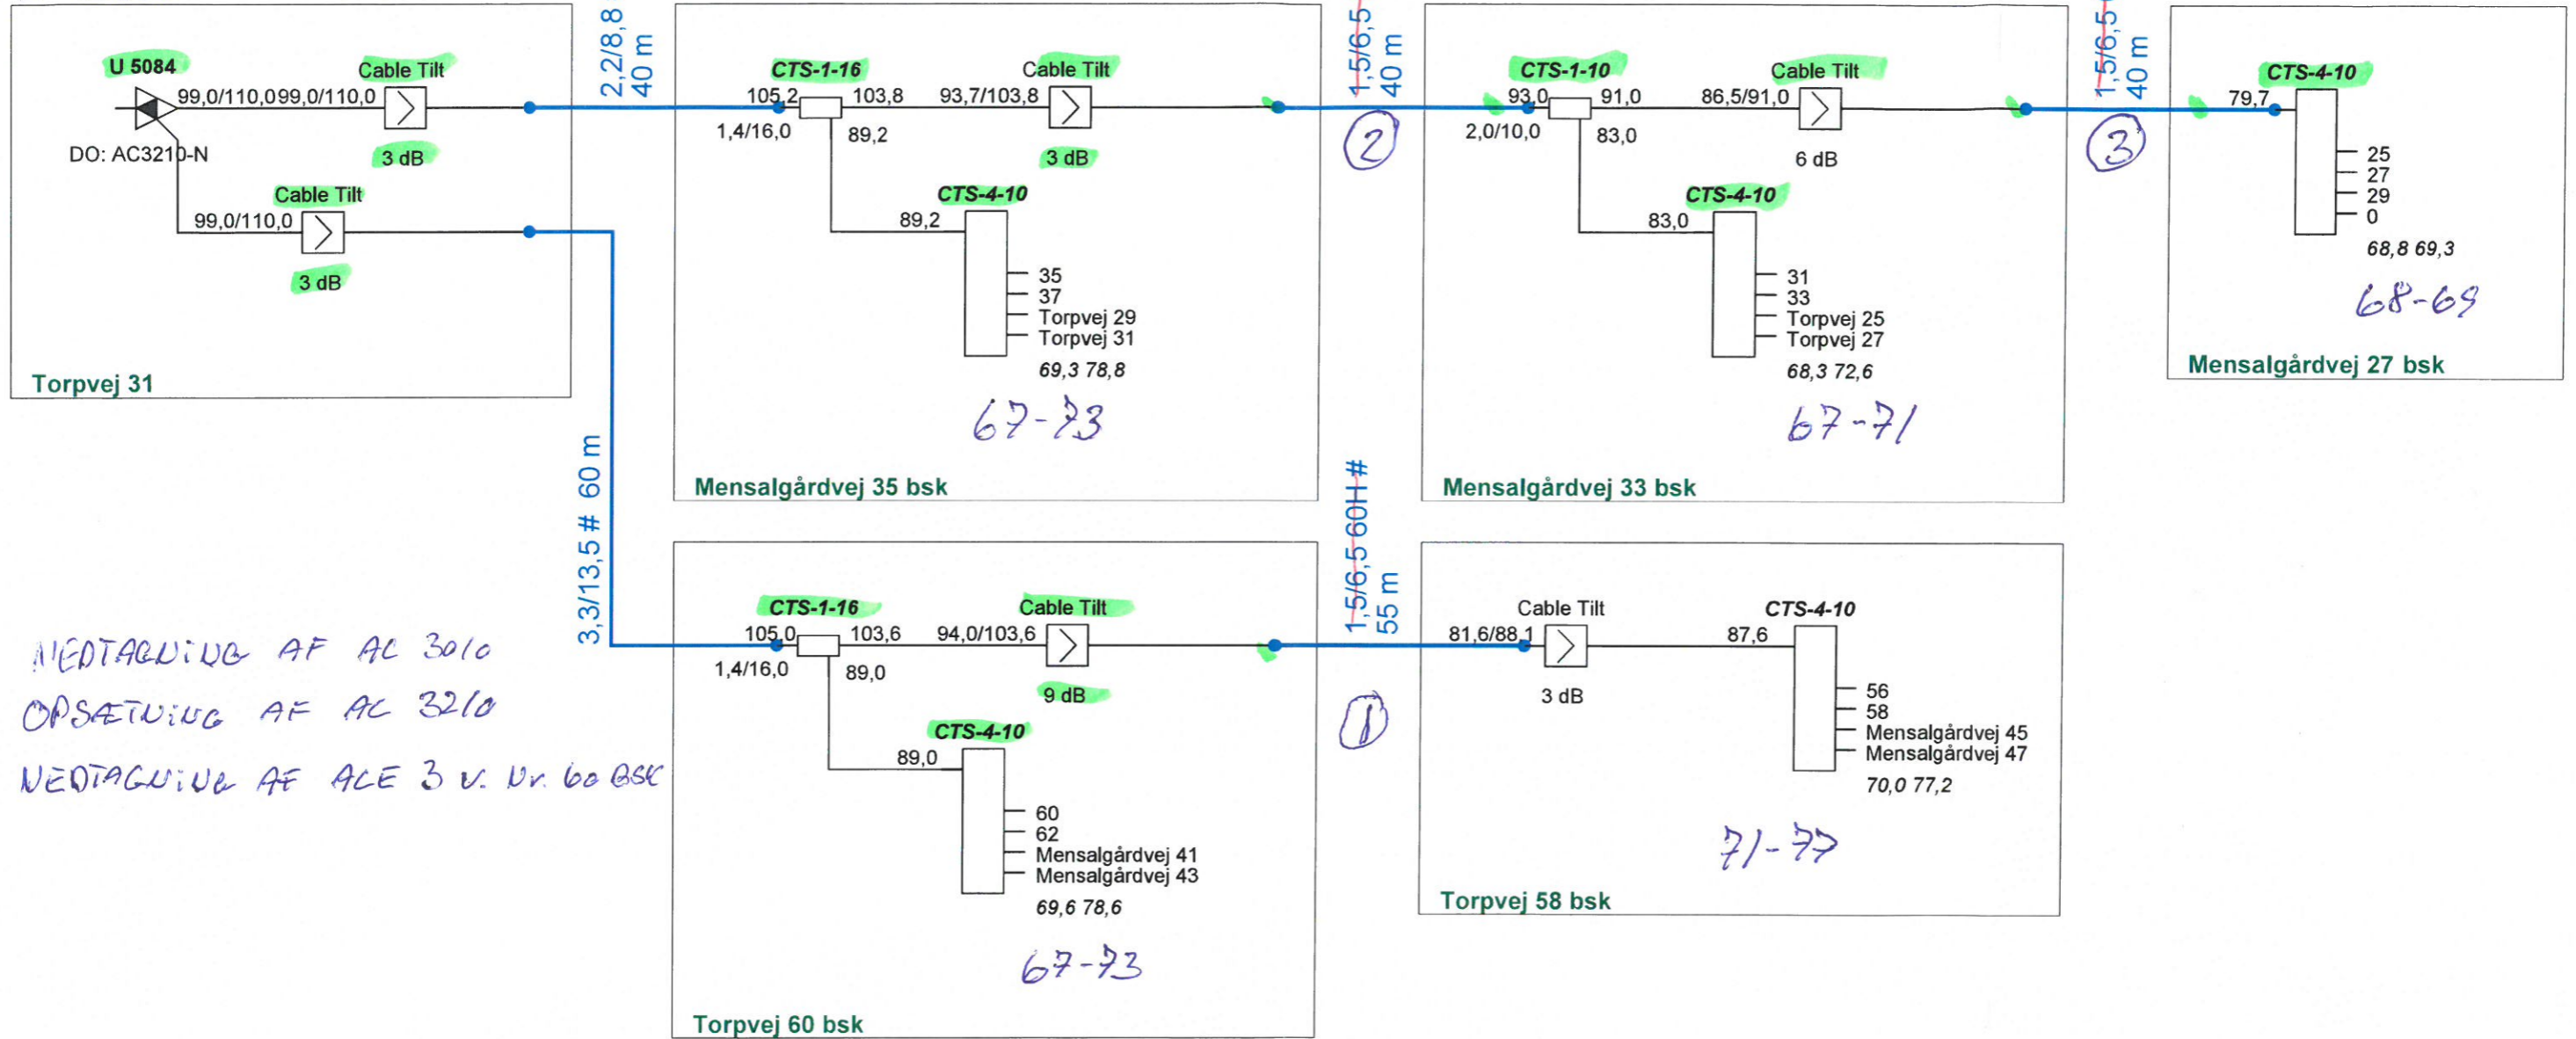 U 5084
99,0/110,099,0/110,0
Cable Tilt
3 dB
DO: AC3210-N
Cable Tilt
99,0/110,0
3 dB
Torpvej 31
2,2/8,8
40 m
CTS-1-16
105,2
103,8
93,7/103,8
Cable Tilt
1,4/16,0
89,2
3 dB
CTS-4-10
89,2
35
37
Torpvej 29
Torpvej 31
69,3 78,8
67-73
Mensalgårdvej 35 bsk
1,5/6,5
40 m
2
CTS-1-10
93,0
91,0
86,5/91,0
Cable Tilt
2,0/10,0
83,0
6 dB
CTS-4-10
83,0
31
33
Torpvej 25
Torpvej 27
68,3 72,6
67-71
Mensalgårdvej 33 bsk
1,5/6,5
40 m
3
CTS-4-10
79,7
25
27
29
0
68,8 69,3
68-69
Mensalgårdvej 27 bsk
3,3/13,5 # 60 m
CTS-1-16
105,0
103,6
94,0/103,6
Cable Tilt
1,4/16,0
89,0
9 dB
CTS-4-10
89,0
60
62
Mensalgårdvej 41
Mensalgårdvej 43
69,6 78,6
67-73
Torpvej 60 bsk
1,5/6,5 60H #
55 m
1
81,6/88,1
Cable Tilt
3 dB
87,6
CTS-4-10
56
58
Mensalgårdvej 45
Mensalgårdvej 47
70,0 77,2
71-77
Torpvej 58 bsk
NEDTAGNING AF AC 3010
OPSÆTNING AF AC 3210
NEDTAGNING AF ACE 3 v. Nr. 60 BSK